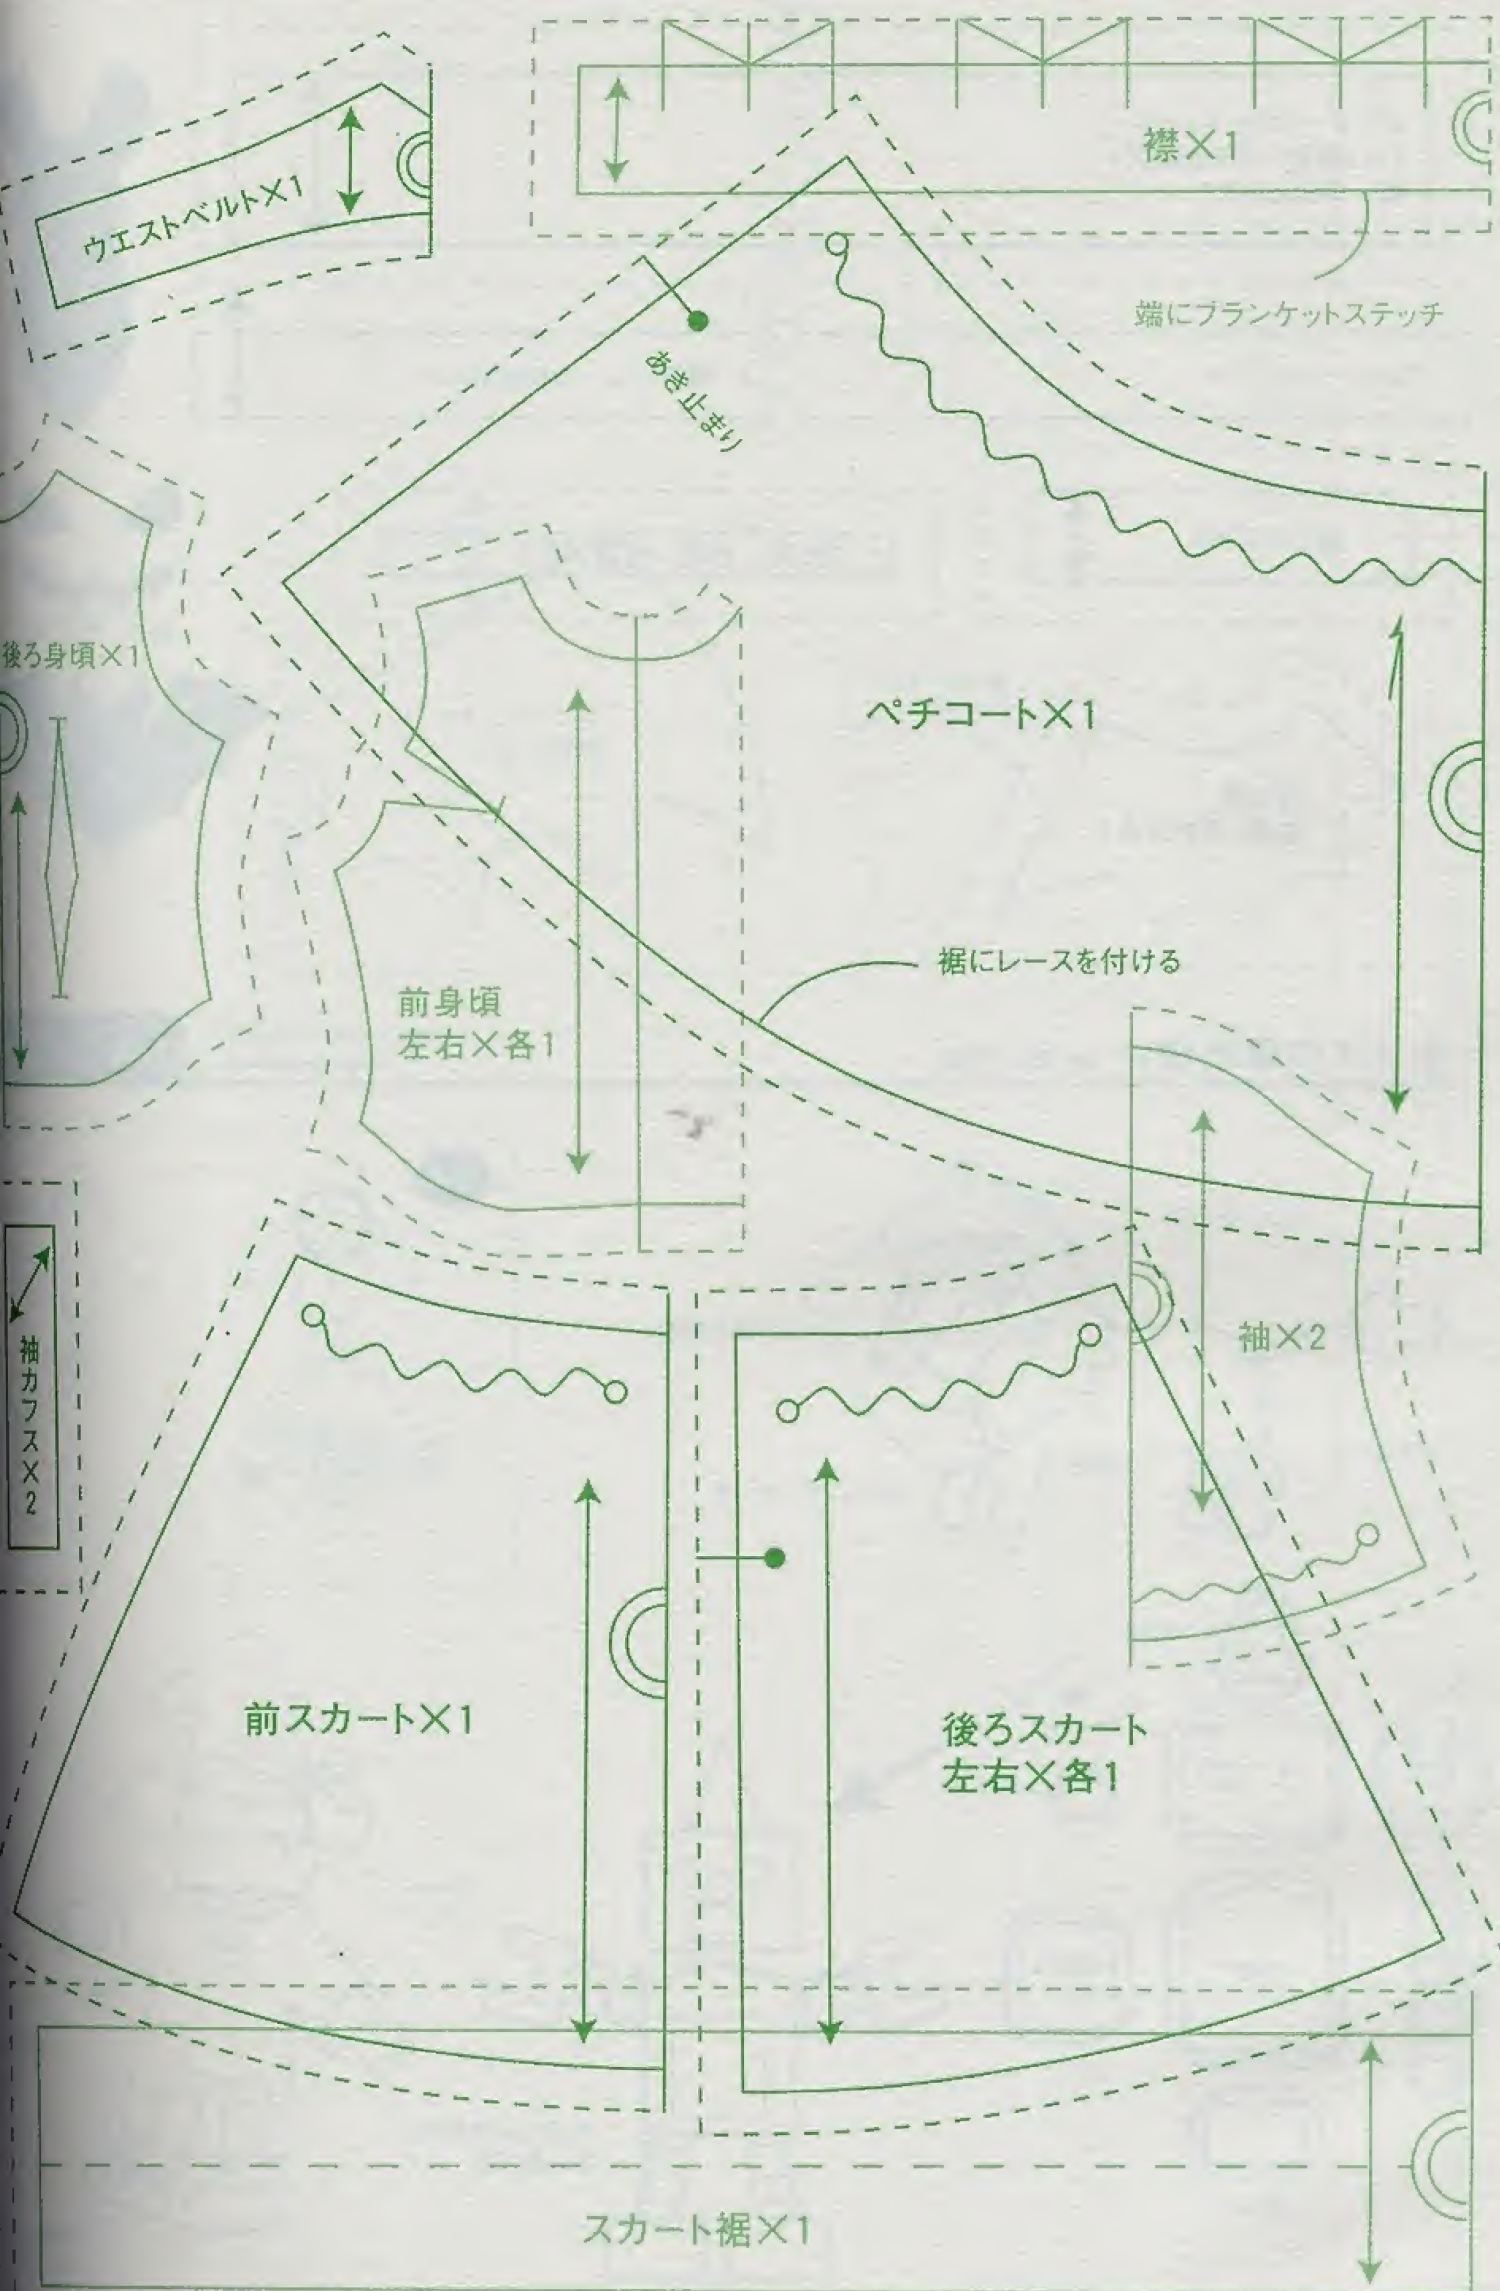 襟×1
ウエストベルト×1
端にブランケットステッチ
あき止まり
後ろ身頃×1
ペチコート×1
裾にレースを付ける
前身頃
左右×各1
袖×2
袖カフス×2
前スカート×1
後ろスカート
左右×各1
スカート裾×1